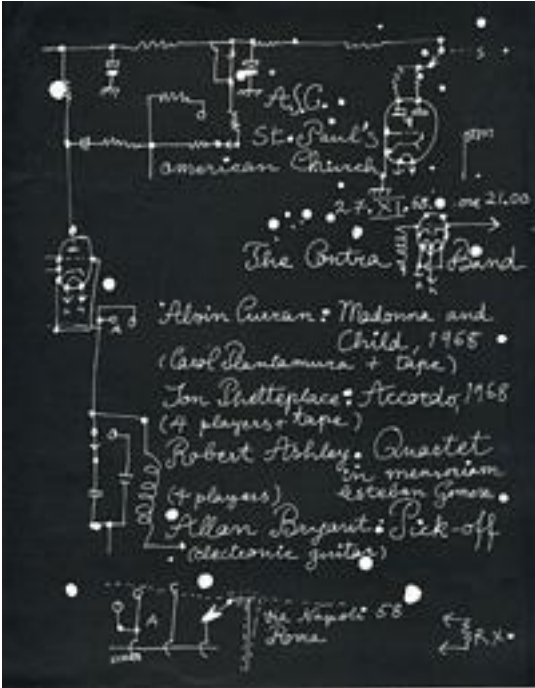 S
A.S.C.
St. Paul's
american Church
27. XI. 68. ore 21.00
The Contra Band
A
Alvin Curran: Madonna and
Child, 1968
(Carol Plantamura + tape)
Jon Phetteplace: Accordo, 1968
(4 players + tape)
Robert Ashley: Quartet
in memoriam
Esteban Gomez
(4 players)
Allan Bryant: Pick-off
(electronic guitar)
A
Via Napoli 58
Roma
RX